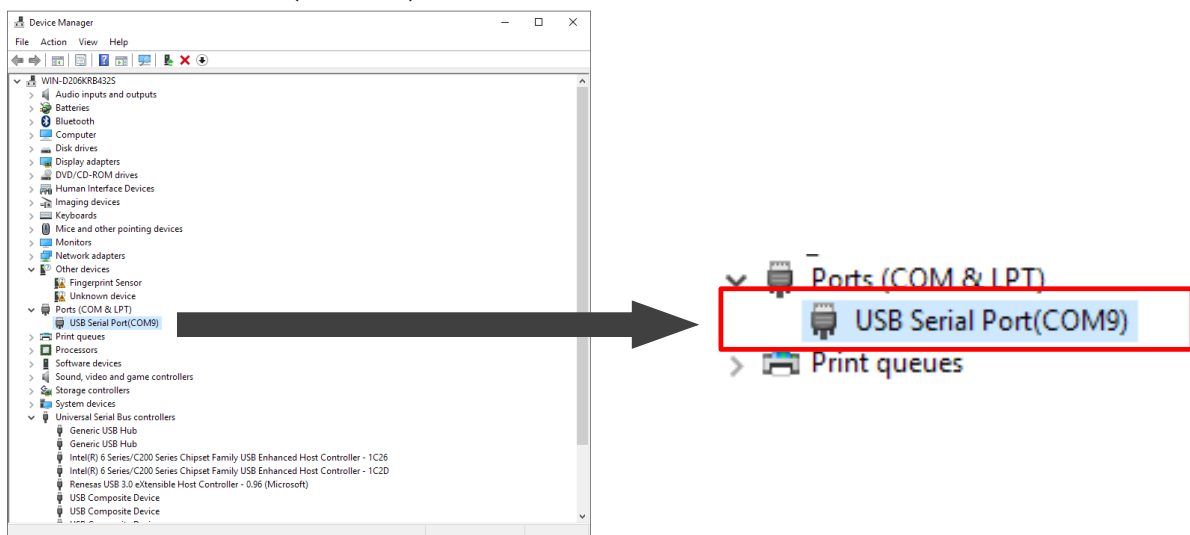 Device Manager
File Action View Help
WIN-D206KRB432S
Audio inputs and outputs
Batteries
Bluetooth
Computer
Disk drives
Display adapters
DVD/CD-ROM drives
Human Interface Devices
Imaging devices
Keyboards
Mice and other pointing devices
Monitors
Network adapters
Other devices
Fingerprint Sensor
Unknown device
Ports (COM & LPT)
USB Serial Port(COM9)
Print queues
Processors
Software devices
Sound, video and game controllers
Storage controllers
System devices
Universal Serial Bus controllers
Generic USB Hub
Generic USB Hub
Intel(R) 6 Series/C200 Series Chipset Family USB Enhanced Host Controller - 1C26
Intel(R) 6 Series/C200 Series Chipset Family USB Enhanced Host Controller - 1C2D
Renesas USB 3.0 eXtensible Host Controller - 0.96 (Microsoft)
USB Composite Device
USB Composite Device
Ports (COM & LPT)
USB Serial Port(COM9)
Print queues